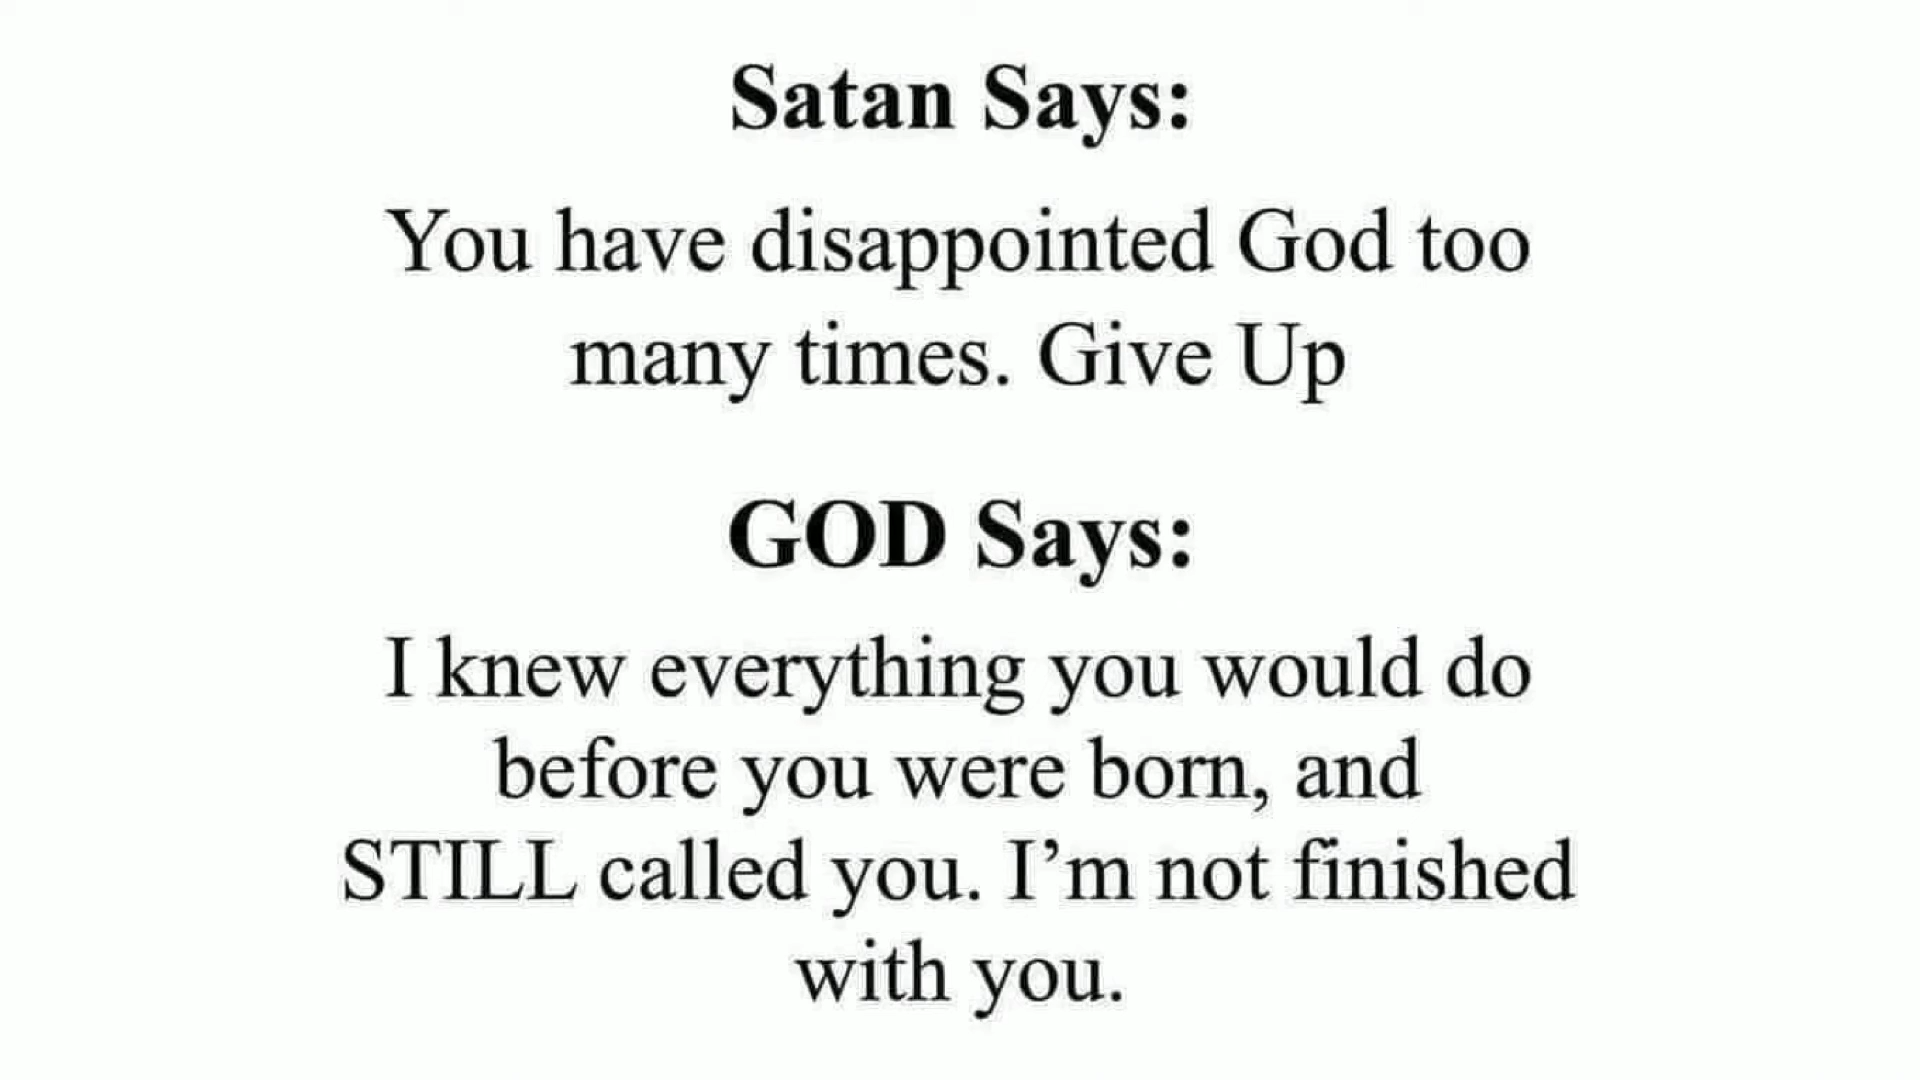 Satan Says:
You have disappointed God too
many times. Give Up
GOD Says:
I knew everything you would do
before you were born, and
STILL called you. I’m not finished
with you.